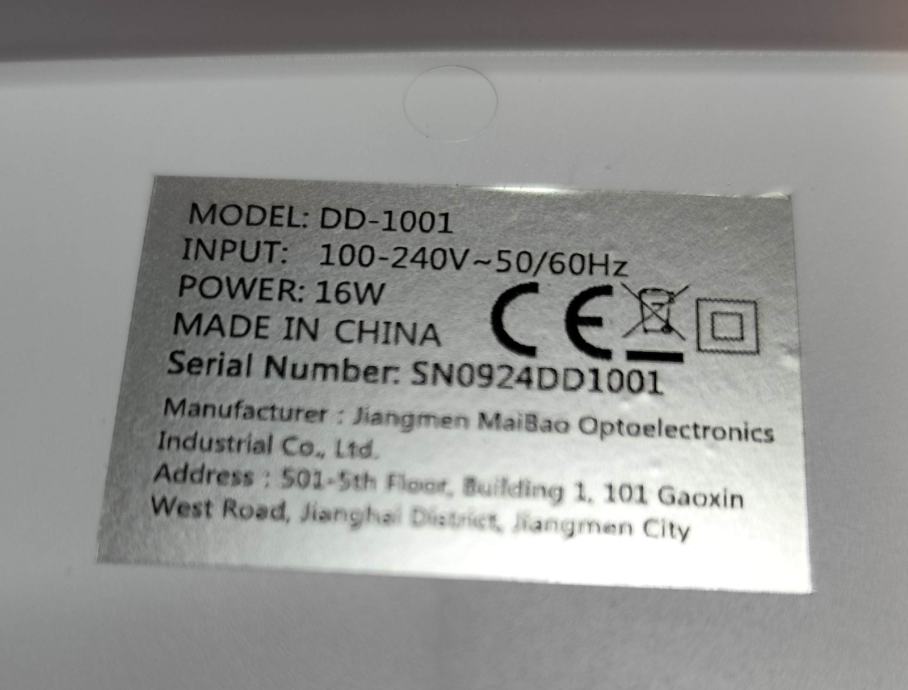 MODEL: DD-1001
INPUT: 100-240V~50/60Hz
POWER: 16W
MADE IN CHINA
CE
Serial Number: SN0924DD1001
Manufacturer : Jiangmen MaiBao Optoelectronics
Industrial Co., Ltd.
Address : 501-5th Floor, Building 1, 101 Gaoxin
West Road, Jianghai District, Jiangmen City